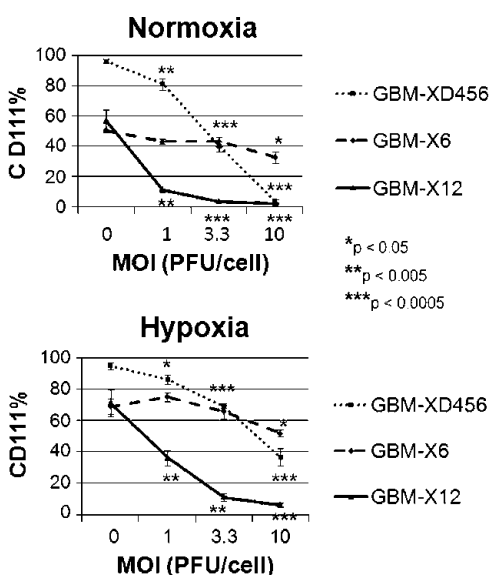 Normoxia
100
80
60
40
20
0
C D111%
**
***
*
***
**
***
***
0 1 3.3 10
MOI (PFU/cell)
GBM-XD456
GBM-X6
GBM-X12
*p < 0.05
**p < 0.005
***p < 0.0005
Hypoxia
100
80
60
40
20
0
CD111%
*
***
*
***
**
**
***
0 1 3.3 10
MOI (PFU/cell)
GBM-XD456
GBM-X6
GBM-X12